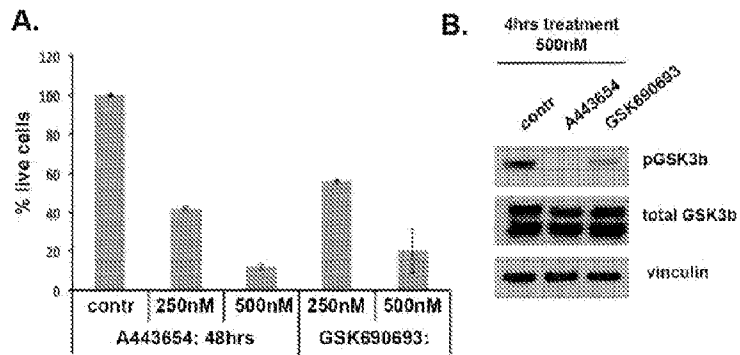 A.
% live cells
120
100
80
60
40
20
0
contr 250nM 500nM 250nM 500nM
A443654: 48hrs GSK690693:
B.
4hrs treatment
500nM
contr A443654 GSK690693
pGSK3b
total GSK3b
vinculin